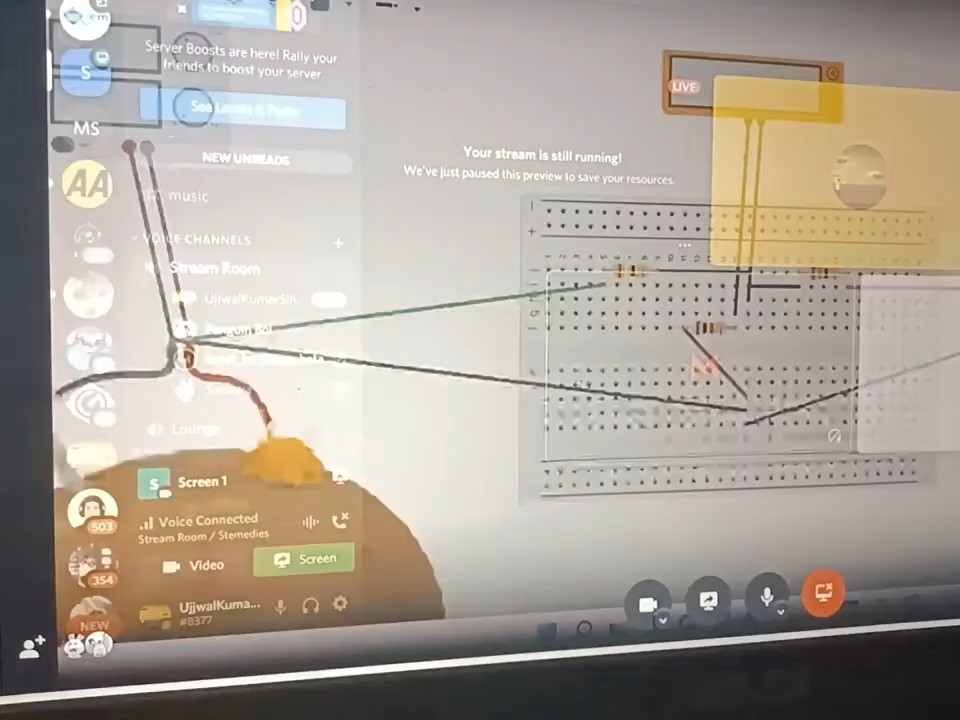 Server Boosts are here! Rally your
friends to boost your server
S
MS
AA
NEW UNREADS
music
VOICE CHANNELS
Stream Room
UjjwalKumarSin
Lounge
S
Screen 1
Voice Connected
Stream Room / Stemedies
Video
Screen
UjjwalKuma...
#8377
503
354
NEW
LIVE
Your stream is still running!
We've just paused this preview to save your resources.